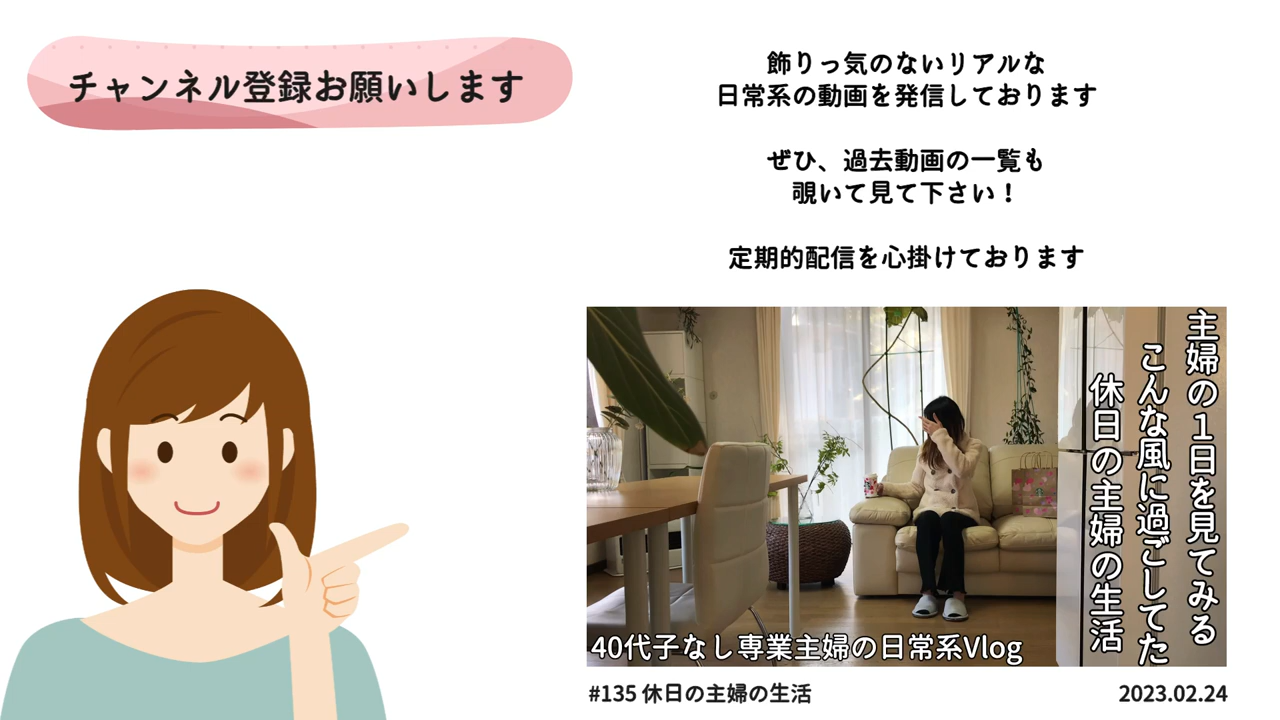 チャンネル登録お願いします
飾りっ気のないリアルな
日常系の動画を発信しております
ぜひ、過去動画の一覧も
覗いて見て下さい！
定期的配信を心掛けております
主婦の１日を見てみる
こんな風に過ごしてた
休日の主婦の生活
40代子なし専業主婦の日常系Vlog
#135 休日の主婦の生活
2023.02.24